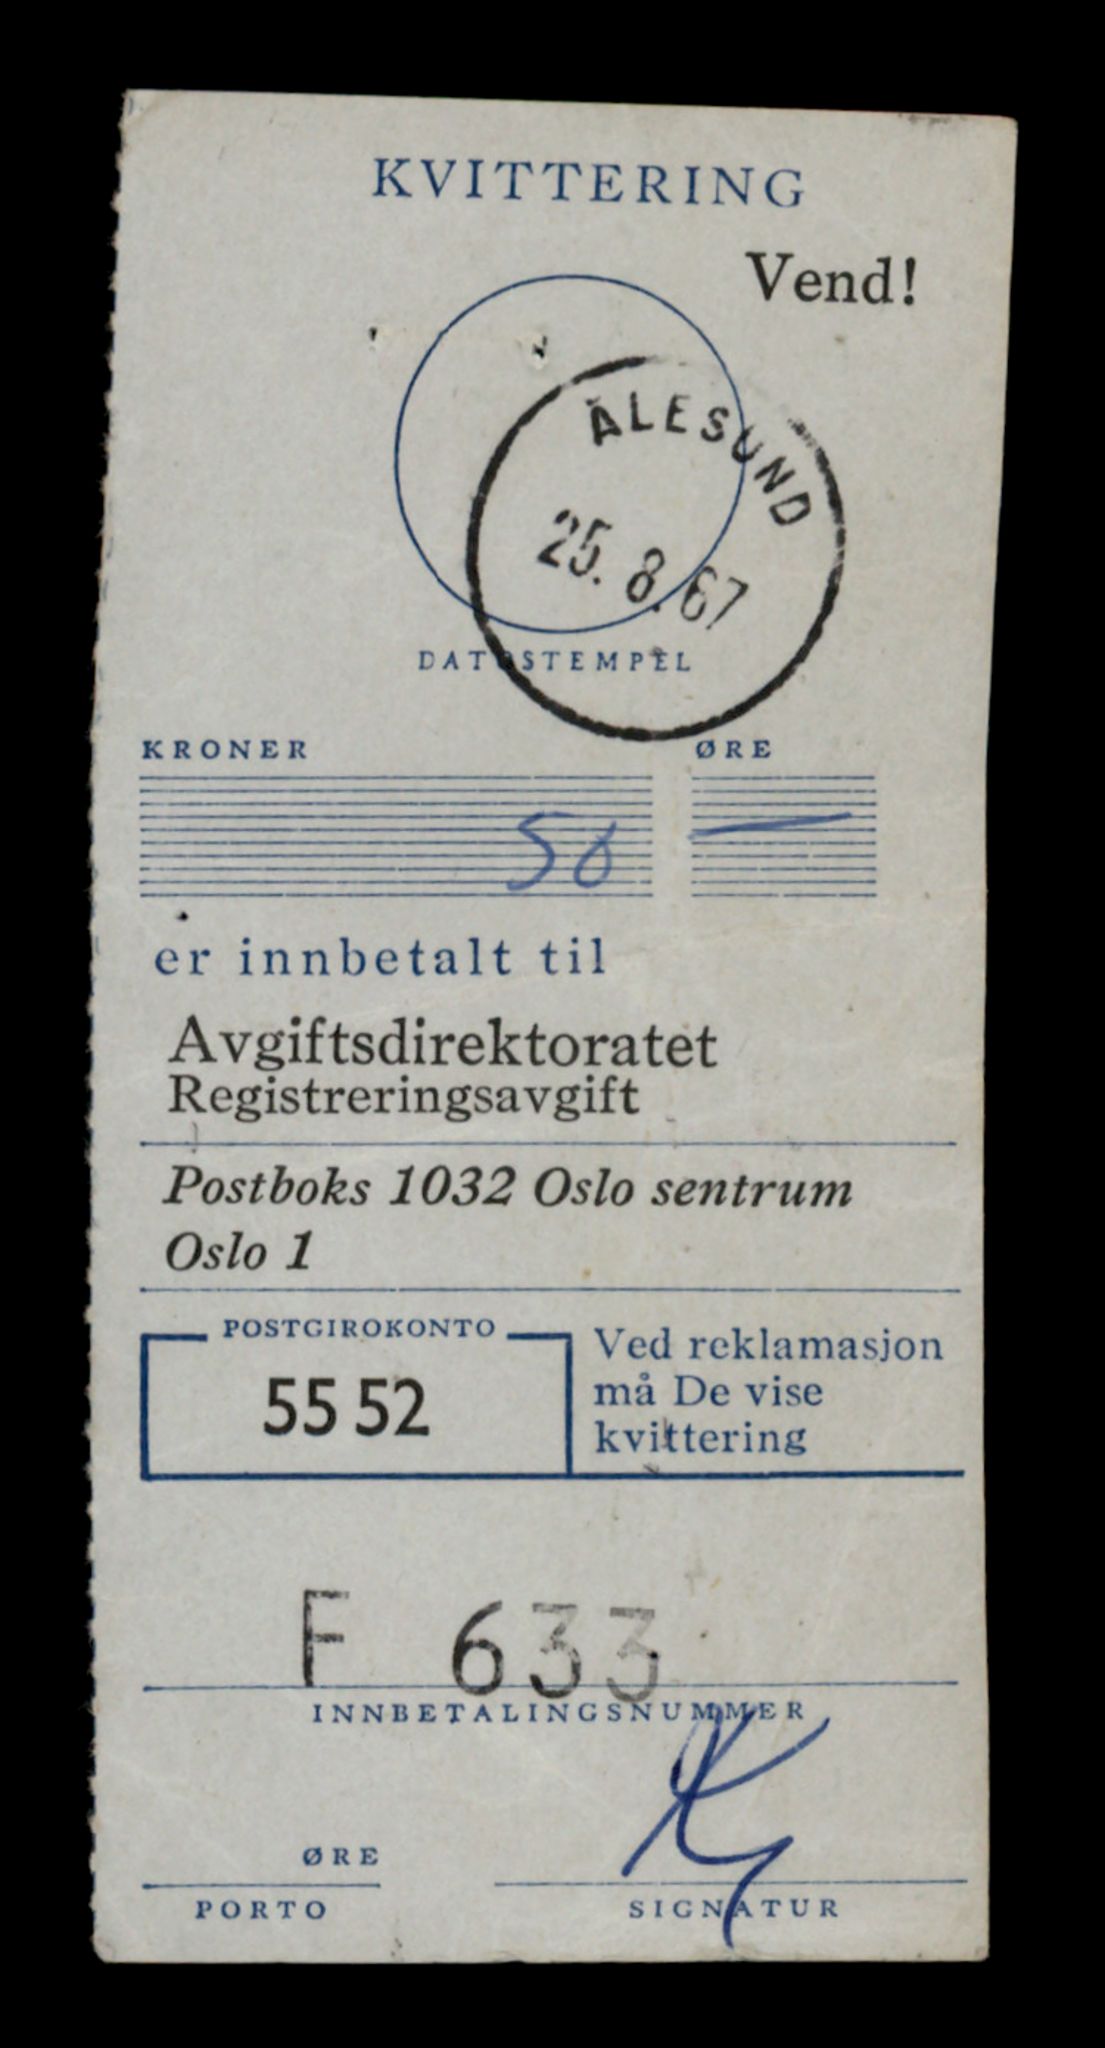 KVITTERING
Vend!
ÅLESUND
25.8.67
DATOSTEMPEL
KRONER ØRE
50 —
er innbetalt til
Avgiftsdirektoratet
Registreringsavgift
Postboks 1032 Oslo sentrum
Oslo 1
POSTGIROKONTO
55 52
Ved reklamasjon
må De vise
kvittering
F 633
INNBETALINGSNUMMER
ØRE
PORTO
SIGNATUR